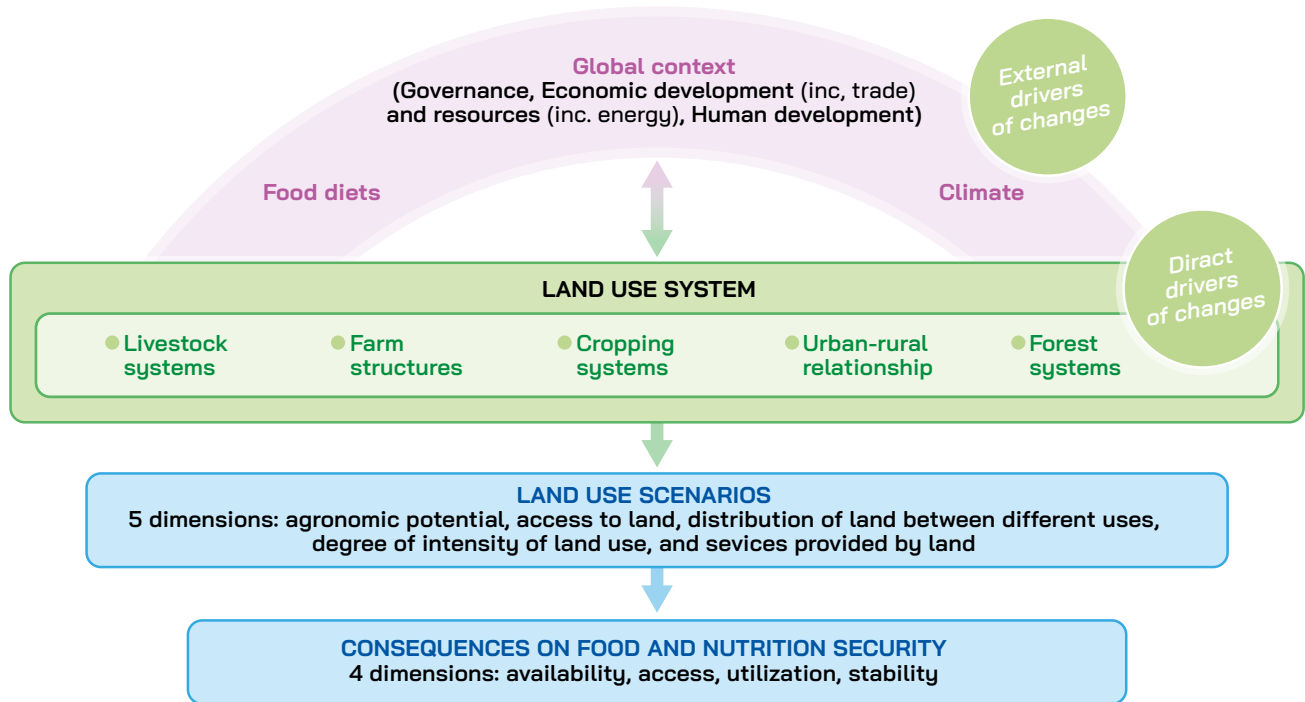 Global context
(Governance, Economic development (inc, trade)
and resources (inc. energy), Human development)
External
drivers
of changes
Food diets
Climate
Diract
drivers
of changes
LAND USE SYSTEM
Livestock
systems
Farm
structures
Cropping
systems
Urban-rural
relationship
Forest
systems
LAND USE SCENARIOS
5 dimensions: agronomic potential, access to land, distribution of land between different uses,
degree of intensity of land use, and sevices provided by land
CONSEQUENCES ON FOOD AND NUTRITION SECURITY
4 dimensions: availability, access, utilization, stability